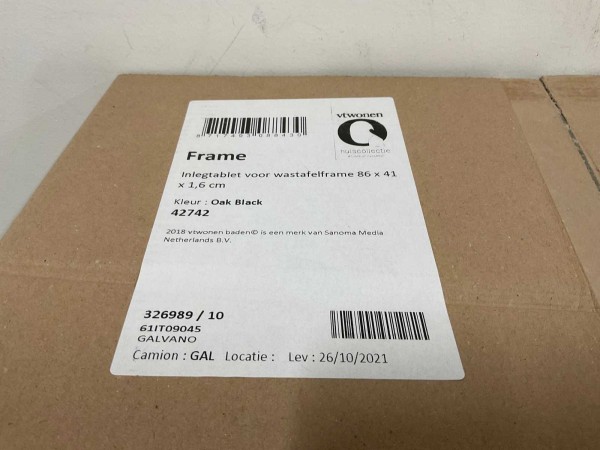 vtwonen
huiscollectie
Frame
Inlegtablet voor wastafelframe 86 x 41
x 1,6 cm
Kleur : Oak Black
42742
2018 vtwonen baden© is een merk van Sanoma Media
Netherlands B.V.
326989 / 10
61IT09045
GALVANO
Camion : GAL Locatie : Lev : 26/10/2021